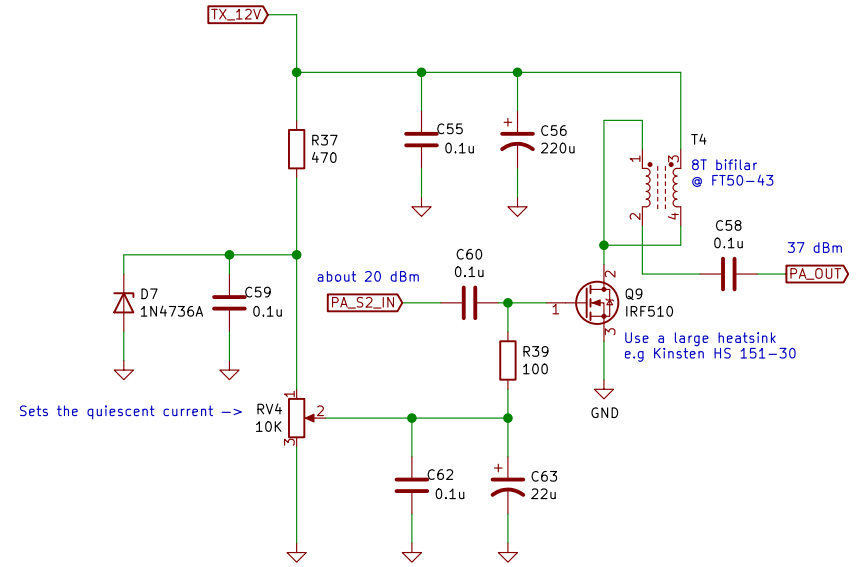 TX_12V
R37
470
C55
0.1u
+
C56
220u
T4
1
3
8T bifilar
@ FT50-43
2
4
C58
0.1u
37 dBm
PA_OUT
C60
0.1u
about 20 dBm
PA_S2_IN
D7
1N4736A
C59
0.1u
2
Q9
IRF510
1
3
Use a large heatsink
e.g Kinsten HS 151-30
R39
100
GND
Sets the quiescent current ->
RV4
10K
1
2
3
C62
0.1u
+
C63
22u